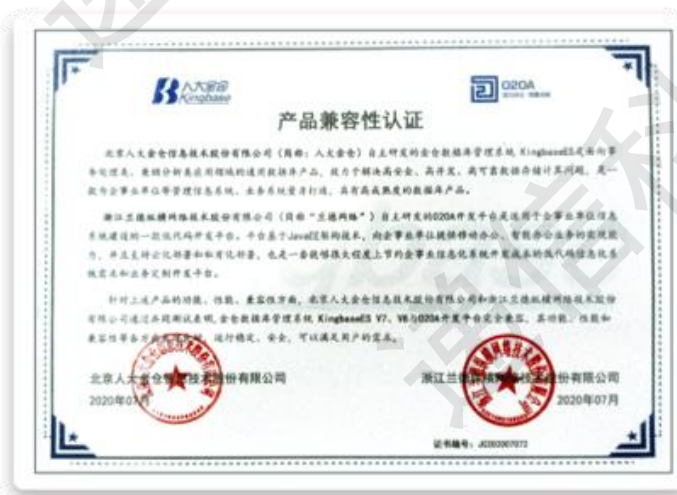 人大金仓
Kingbase
O2OA
产品兼容性认证
北京人大金仓信息技术股份有限公司（简称：人大金仓）自主研发的金仓数据库管理系统 KingbaseES是面向事
务处理类、兼顾分析类应用领域的通用数据库产品，致力于解决高安全、高并发、高可靠数据存储计算问题，是一
款为企事业单位等管理信息系统、业务系统量身打造，具有高成熟度的数据库产品。
浙江兰德纵横网络技术股份有限公司（简称“兰德网络”）自主研发的O2OA开发平台是适用于企事业单位信息
系统建设的一款低代码开发平台。平台基于JavaEE架构技术，向企事业单位提供移动办公、智能办公业务的实现能
力，并且支持云化部署和私有化部署，也是一套能够很大程度上节约企事业信息化系统开发成本的低代码信息化系
统需求和业务定制开发平台。
针对上述产品的功能、性能、兼容性方面，北京人大金仓信息技术股份有限公司和浙江兰德纵横网络技术股份
有限公司通过共同测试表明，金仓数据库管理系统 KingbaseES V7、V8与O2OA开发平台完全兼容，其功能、性能和
兼容性等各方面 运行稳定、安全，可以满足用户的需求。
北京人大金仓信息技术股份有限公司
浙江兰德纵横网络技术股份有限公司
2020年07月
2020年07月
证书编号：JC202007072